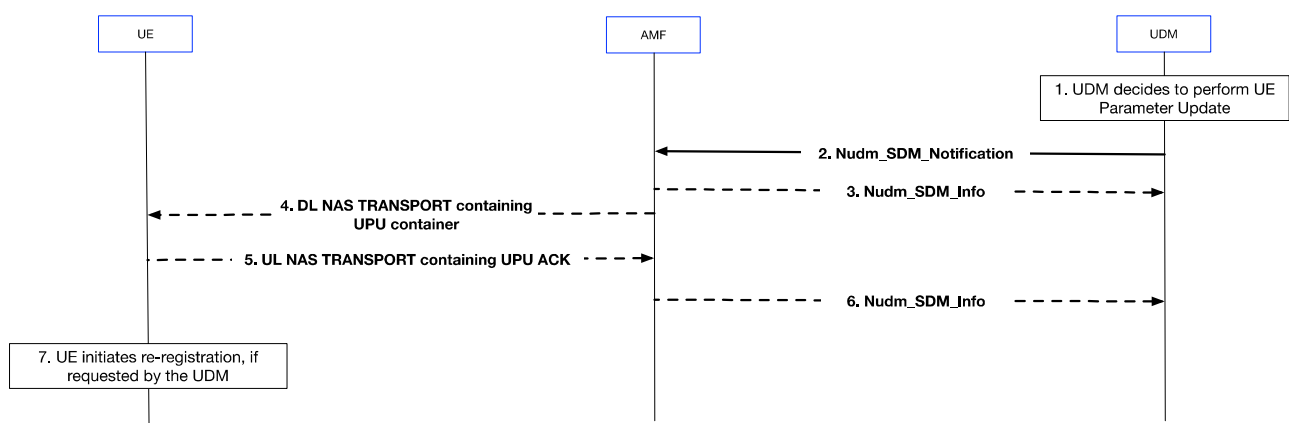 UE
AMF
UDM
1. UDM decides to perform UE
Parameter Update
2. Nudm_SDM_Notification
3. Nudm_SDM_Info
4. DL NAS TRANSPORT containing
UPU container
5. UL NAS TRANSPORT containing UPU ACK
6. Nudm_SDM_Info
7. UE initiates re-registration, if
requested by the UDM